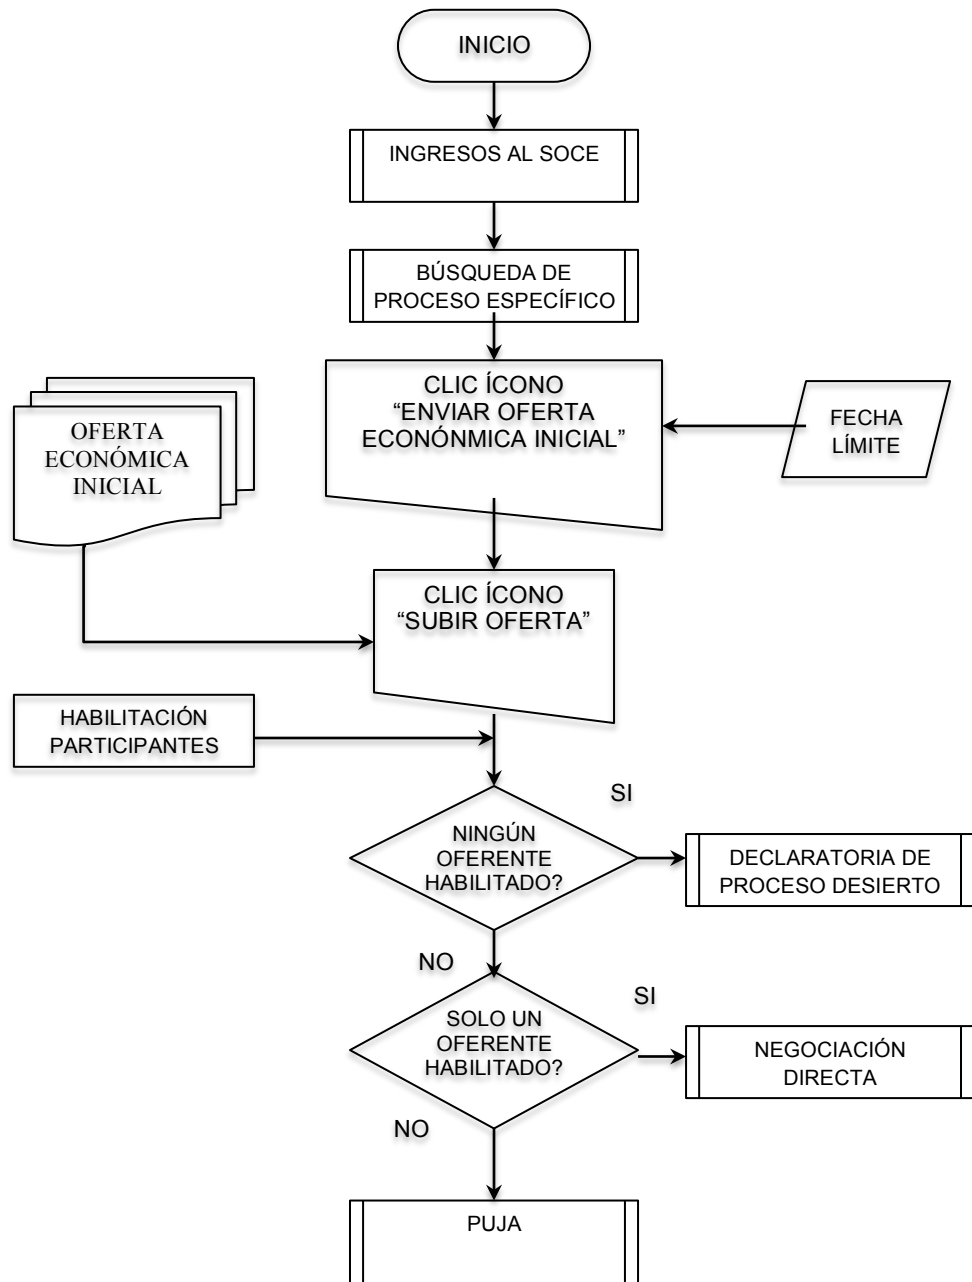 INICIO
INGRESOS AL SOCE
BÚSQUEDA DE
PROCESO ESPECÍFICO
CLIC ÍCONO
“ENVIAR OFERTA
ECONÓNMICA INICIAL”
FECHA
LÍMITE
OFERTA
ECONÓMICA
INICIAL
CLIC ÍCONO
“SUBIR OFERTA”
HABILITACIÓN
PARTICIPANTES
SI
NINGÚN
OFERENTE
HABILITADO?
DECLARATORIA DE
PROCESO DESIERTO
NO
SI
SOLO UN
OFERENTE
HABILITADO?
NEGOCIACIÓN
DIRECTA
NO
PUJA